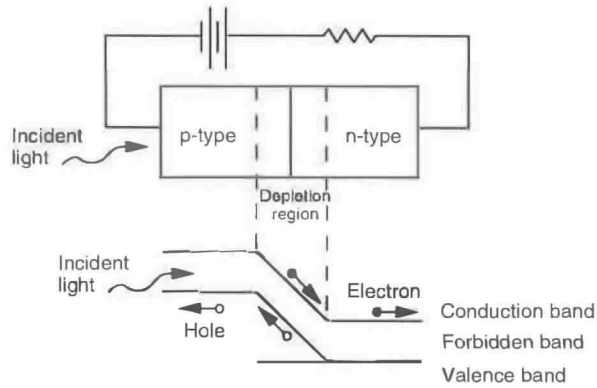 Incident
light
p-type
n-type
Depletion
region
Incident
light
Electron
Hole
Conduction band
Forbidden band
Valence band